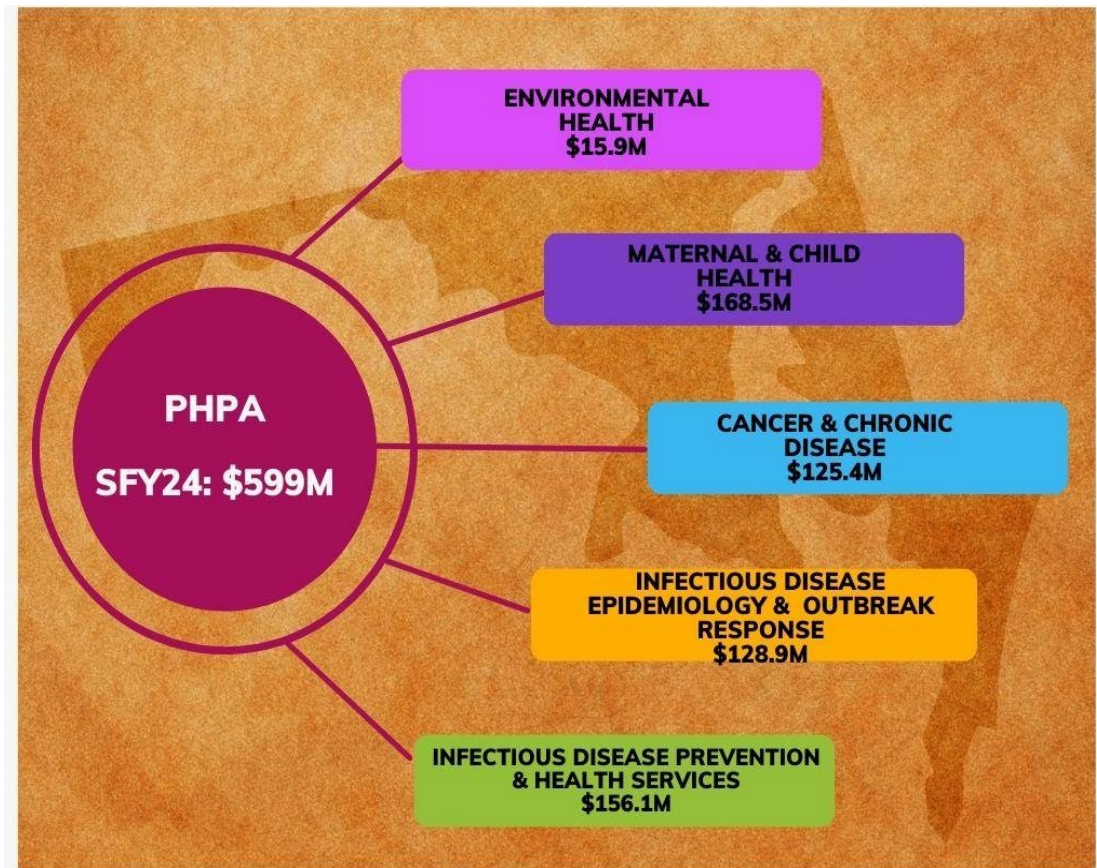 ENVIRONMENTAL
HEALTH
$15.9M
MATERNAL & CHILD
HEALTH
$168.5M
PHPA
SFY24: $599M
CANCER & CHRONIC
DISEASE
$125.4M
INFECTIOUS DISEASE
EPIDEMIOLOGY & OUTBREAK
RESPONSE
$128.9M
INFECTIOUS DISEASE PREVENTION
& HEALTH SERVICES
$156.1M